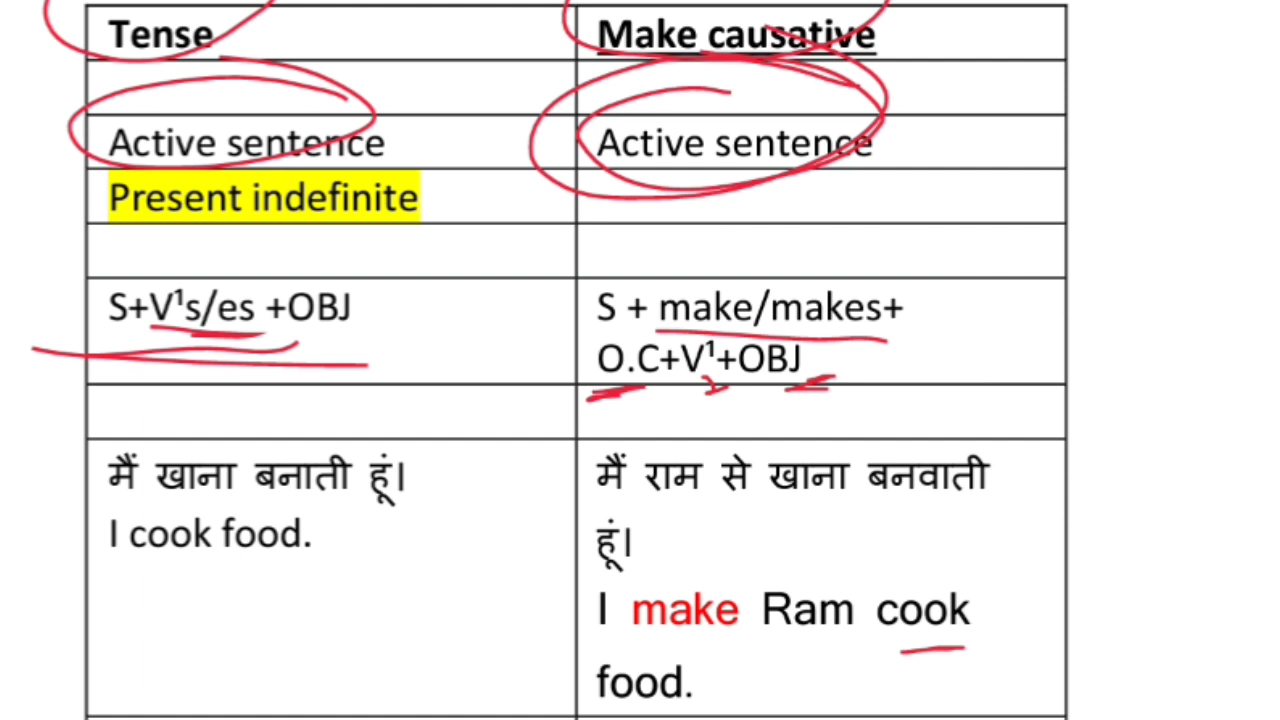 Tense
Make causative
Active sentence
Active sentence
Present indefinite
S+V¹s/es +OBJ
S + make/makes+
O.C+V¹+OBJ
मैं खाना बनाती हूं।
I cook food.
मैं राम से खाना बनवाती
हूं।
I make Ram cook
food.